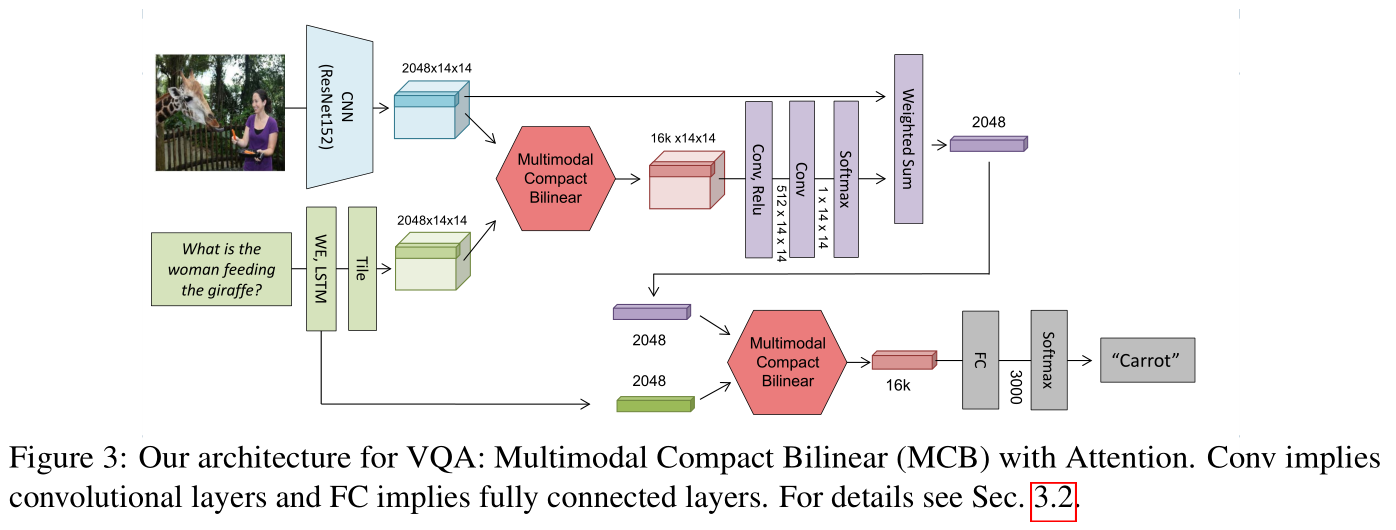 CNN
(ResNet152)
2048x14x14
Multimodal
Compact
Bilinear
16k x14x14
Conv, Relu
512 x 14 x 14
Conv
1 x 14 x 14
Softmax
Weighted Sum
2048
What is the
woman feeding
the giraffe?
WE, LSTM
Tile
2048x14x14
2048
2048
Multimodal
Compact
Bilinear
16k
FC
3000
Softmax
“Carrot”
Figure 3: Our architecture for VQA: Multimodal Compact Bilinear (MCB) with Attention. Conv implies
convolutional layers and FC implies fully connected layers. For details see Sec. 3.2.